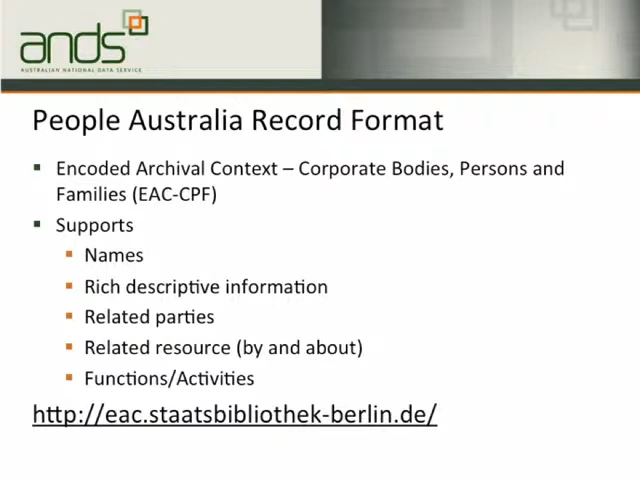 ands
AUSTRALIAN NATIONAL DATA SERVICE
People Australia Record Format
▪ Encoded Archival Context – Corporate Bodies, Persons and
Families (EAC-CPF)
▪ Supports
▪ Names
▪ Rich descriptive information
▪ Related parties
▪ Related resource (by and about)
▪ Functions/Activities
http://eac.staatsbibliothek-berlin.de/